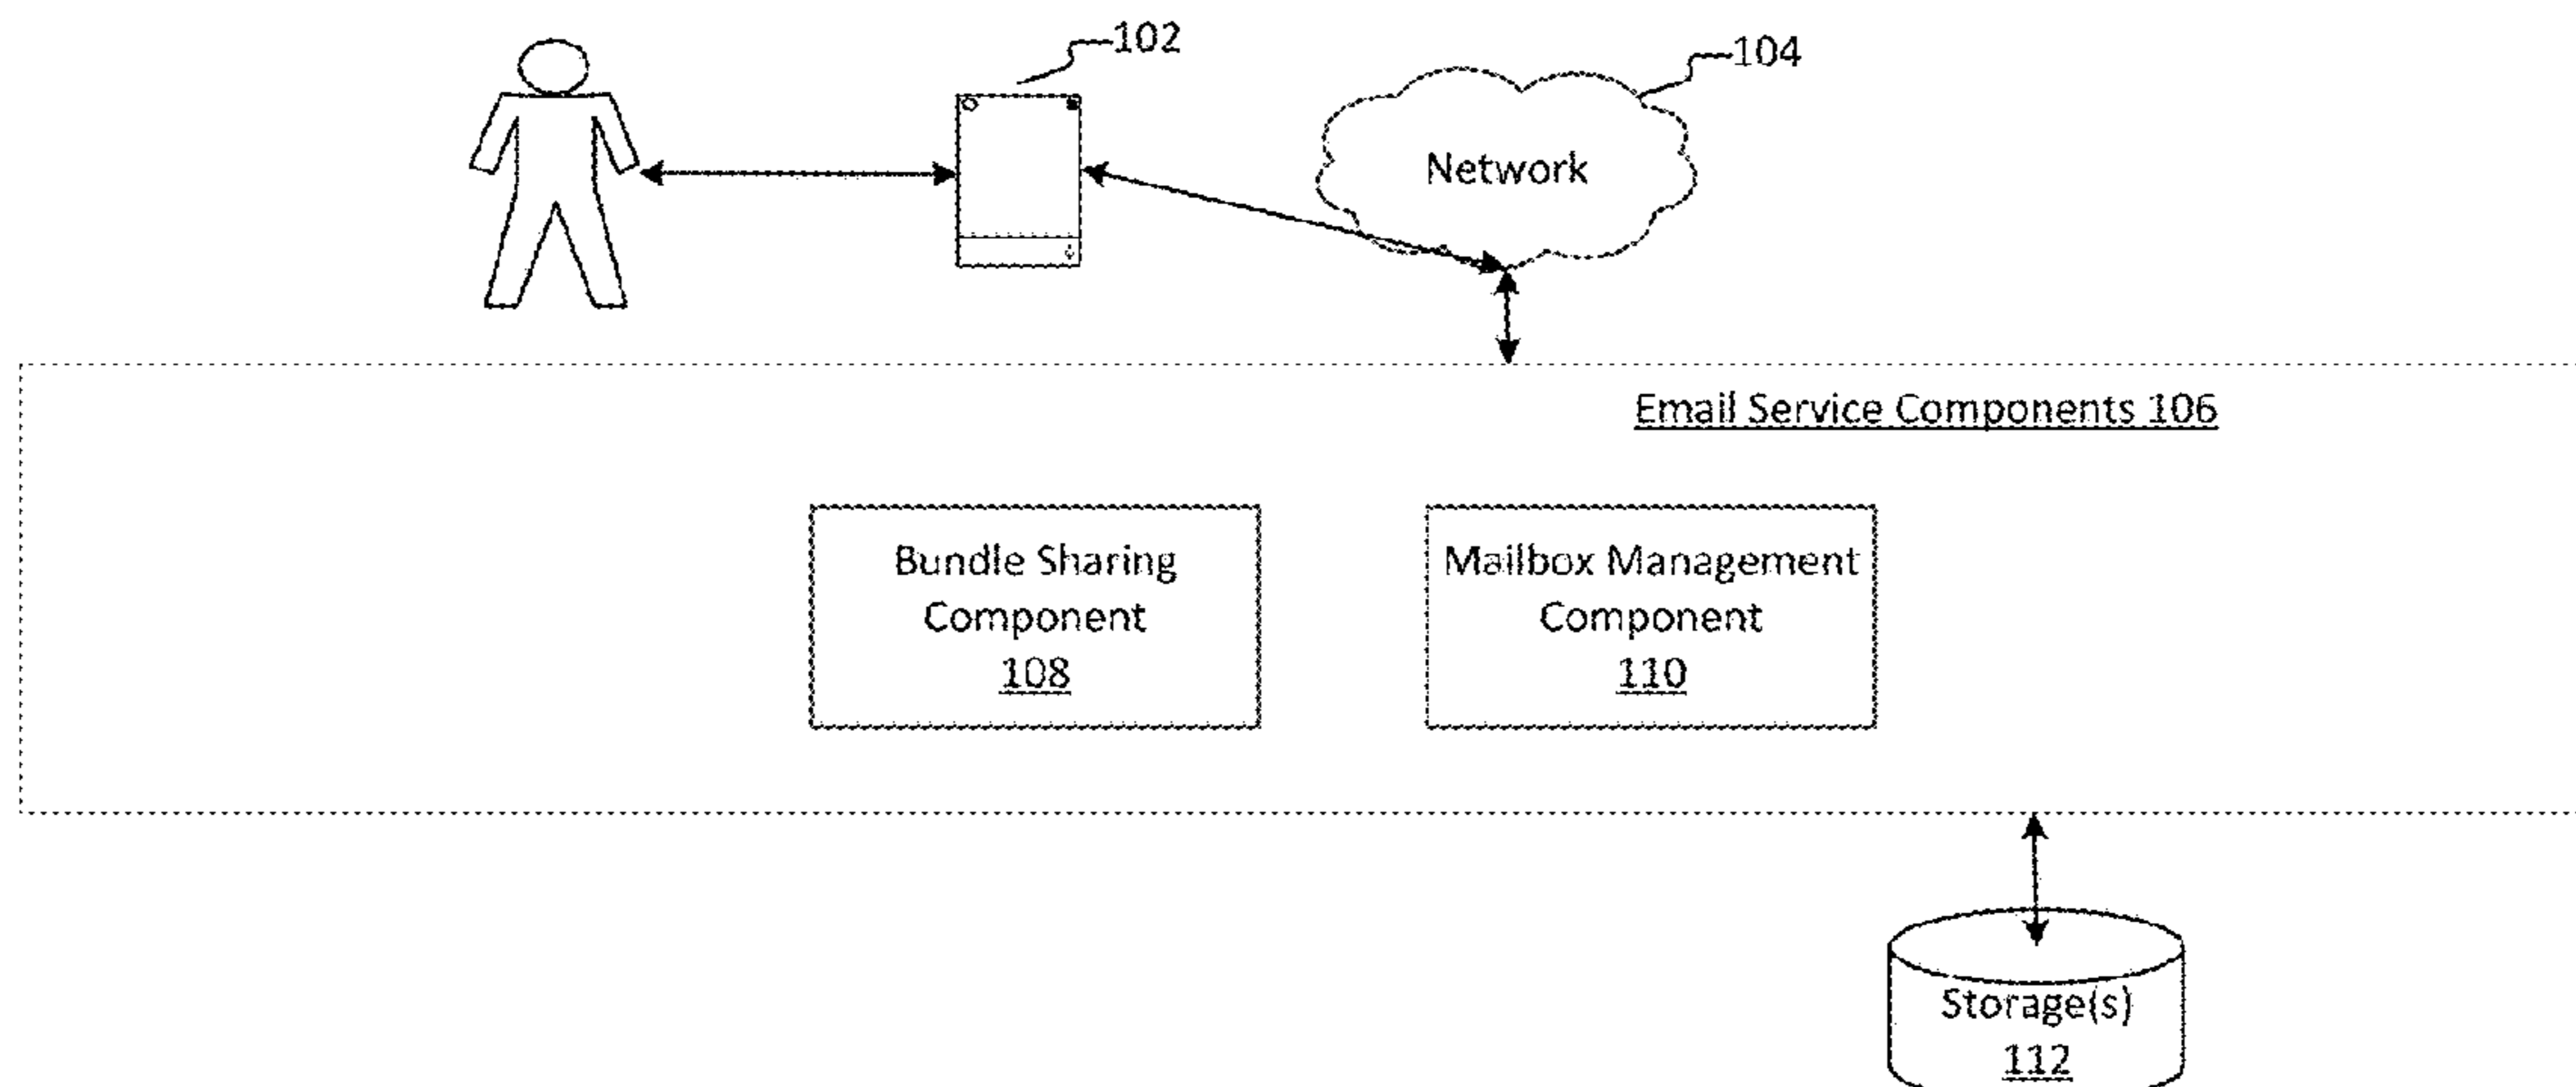 102
104
Network
Email Service Components 106
Bundle Sharing
Component
108
Mailbox Management
Component
110
Storage(s)
112